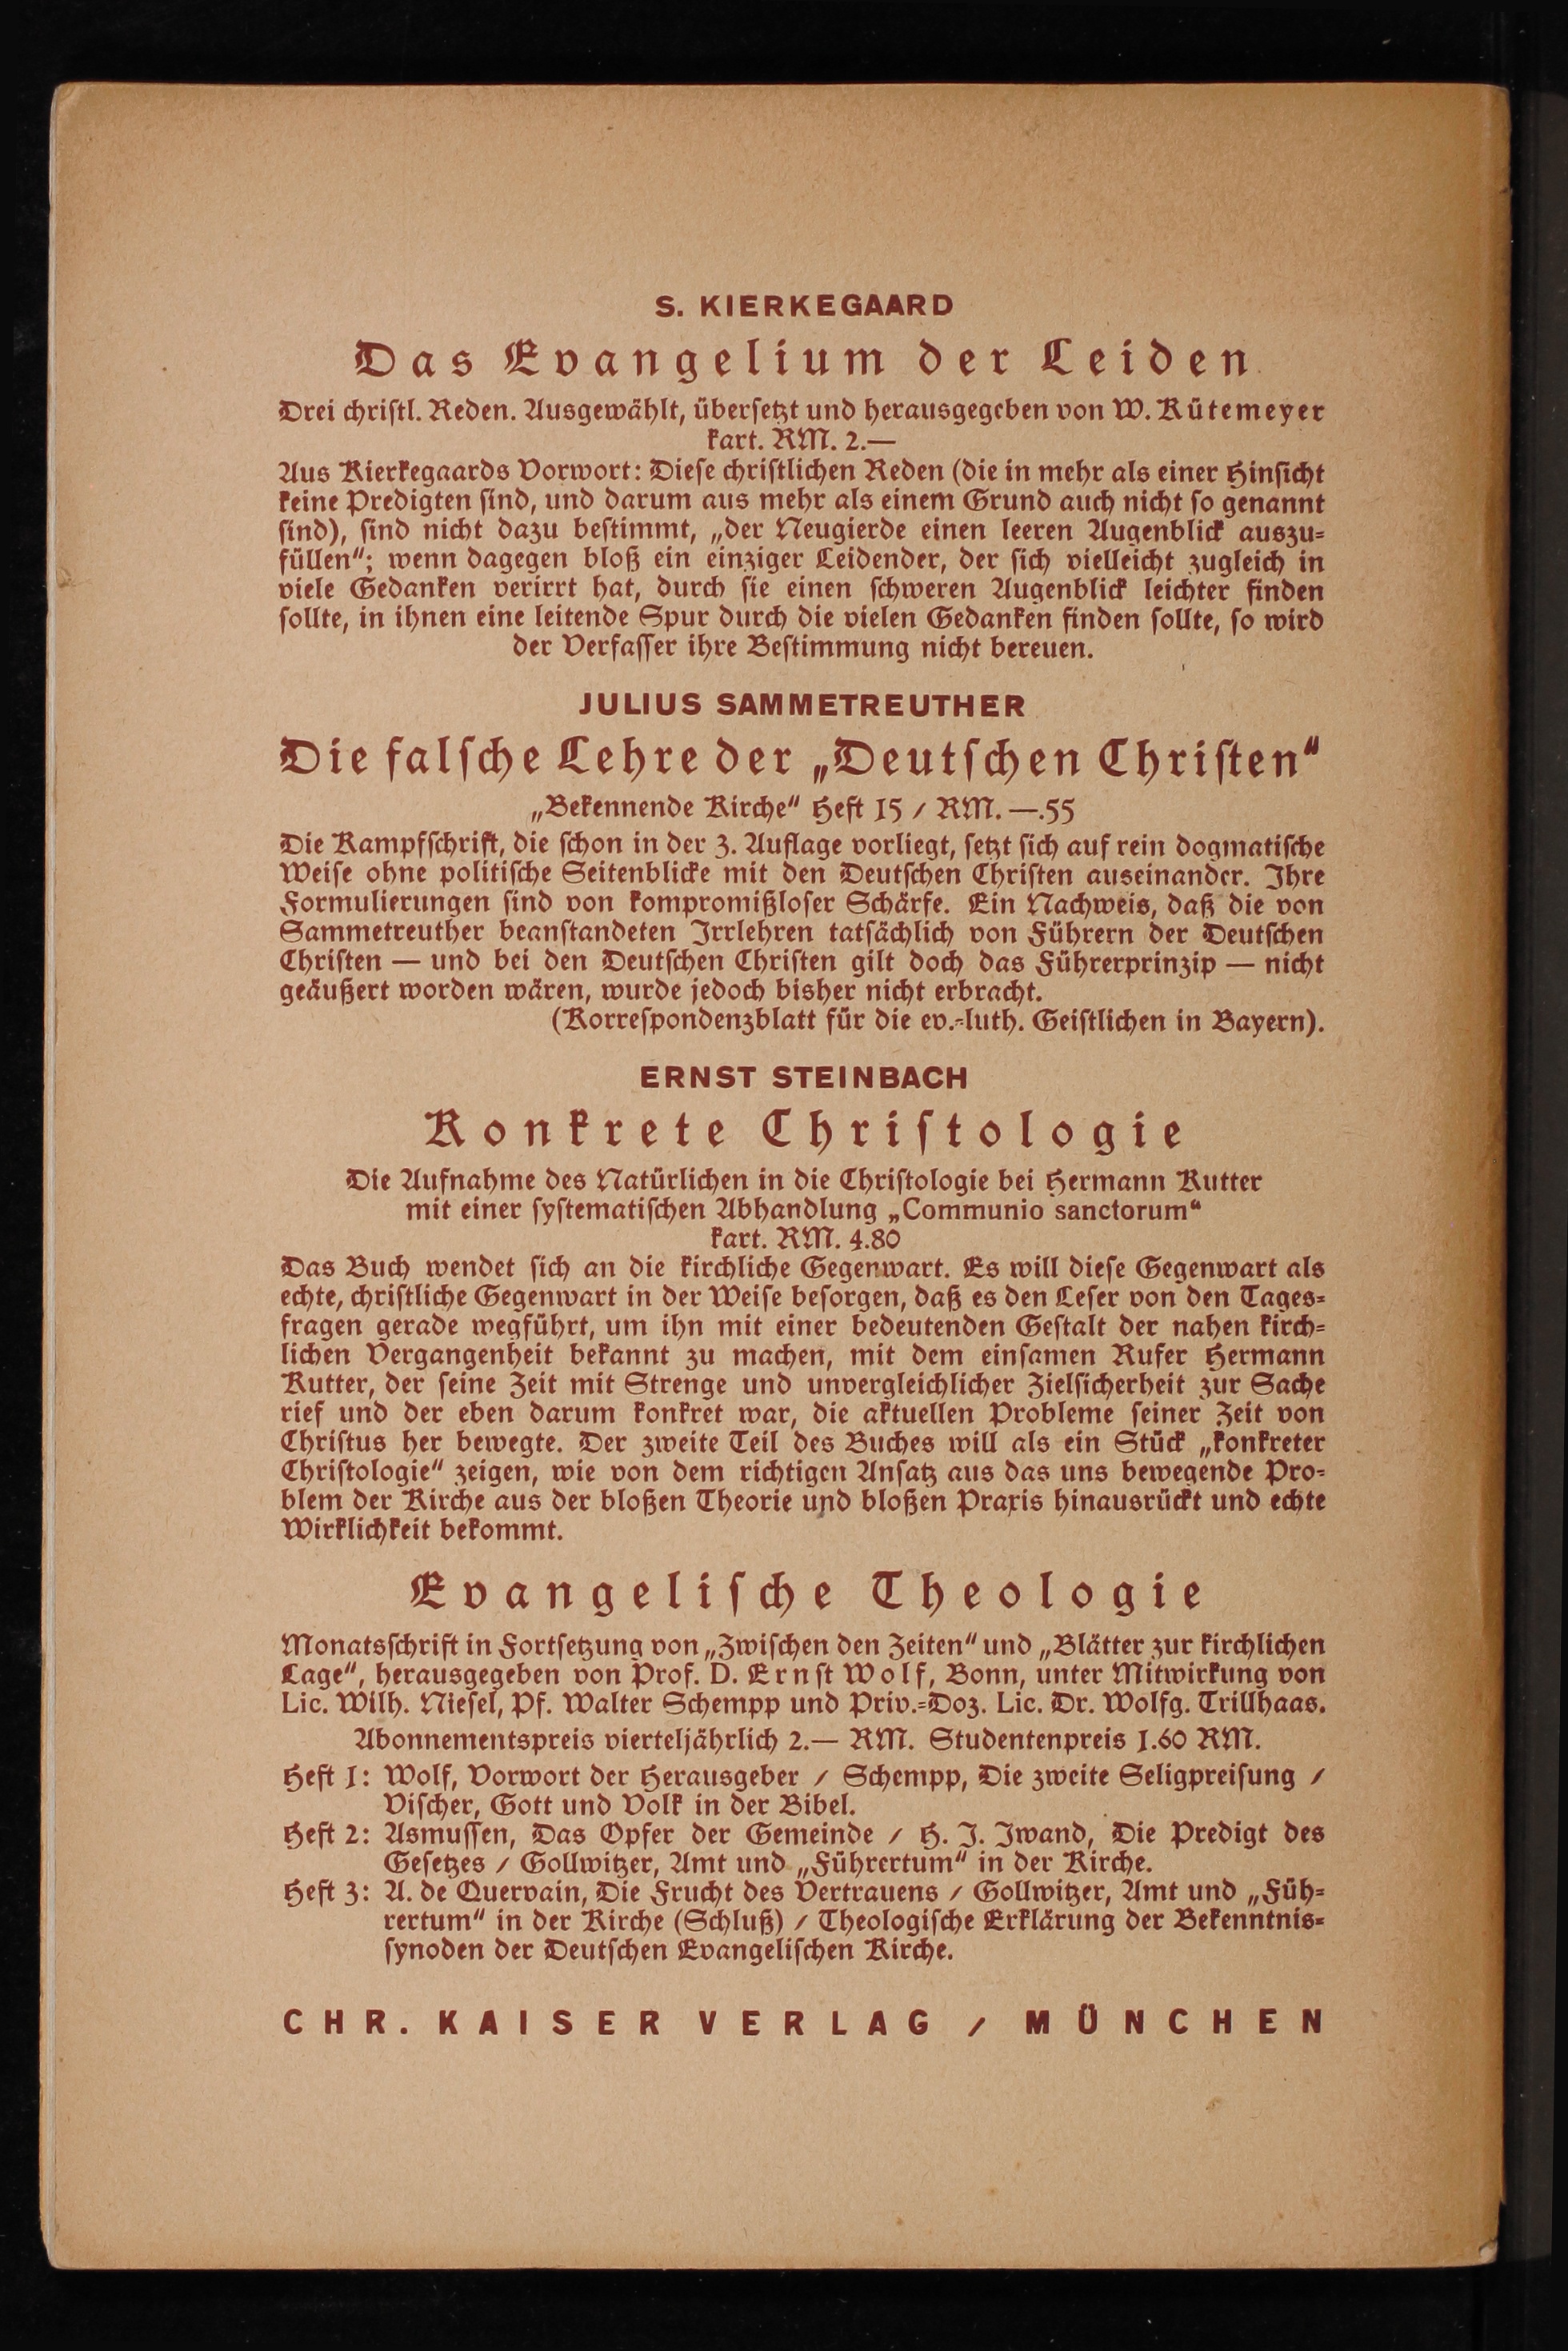 S. KIERKEGAARD
Das Evangelium der Leiden
Drei christl. Reden. Ausgewählt, übersetzt und herausgegeben von W. Kütemeyer
kart. RM. 2.—
Aus Kierkegaards Vorwort: Diese christlichen Reden (die in mehr als einer Hinsicht
keine Predigten sind, und darum aus mehr als einem Grund auch nicht so genannt
sind), sind nicht dazu bestimmt, „der Neugierde einen leeren Augenblick auszu-
füllen“; wenn dagegen bloß ein einziger Leidender, der sich vielleicht zugleich in
viele Gedanken verirrt hat, durch sie einen schweren Augenblick leichter finden
sollte, in ihnen eine leitende Spur durch die vielen Gedanken finden sollte, so wird
der Verfasser ihre Bestimmung nicht bereuen.
JULIUS SAMMETREUTHER
Die falsche Lehre der „Deutschen Christen“
„Bekennende Kirche“ Heft 15 / RM. —.55
Die Kampfschrift, die schon in der 3. Auflage vorliegt, setzt sich auf rein dogmatische
Weise ohne politische Seitenblicke mit den Deutschen Christen auseinander. Ihre
Formulierungen sind von kompromißloser Schärfe. Ein Nachweis, daß die von
Sammetreuther beanstandeten Irrlehren tatsächlich von Führern der Deutschen
Christen — und bei den Deutschen Christen gilt doch das Führerprinzip — nicht
geäußert worden wären, wurde jedoch bisher nicht erbracht.
(Korrespondenzblatt für die ev.-luth. Geistlichen in Bayern).
ERNST STEINBACH
Konkrete Christologie
Die Aufnahme des Natürlichen in die Christologie bei Hermann Kutter
mit einer systematischen Abhandlung „Communio sanctorum“
kart. RM. 4.80
Das Buch wendet sich an die kirchliche Gegenwart. Es will diese Gegenwart als
echte, christliche Gegenwart in der Weise besorgen, daß es den Leser von den Tages-
fragen gerade wegführt, um ihn mit einer bedeutenden Gestalt der nahen kirch-
lichen Vergangenheit bekannt zu machen, mit dem einsamen Rufer Hermann
Kutter, der seine Zeit mit Strenge und unvergleichlicher Zielsicherheit zur Sache
rief und der eben darum konkret war, die aktuellen Probleme seiner Zeit von
Christus her bewegte. Der zweite Teil des Buches will als ein Stück „konkreter
Christologie“ zeigen, wie von dem richtigen Ansatz aus das uns bewegende Pro-
blem der Kirche aus der bloßen Theorie und bloßen Praxis hinausrückt und echte
Wirklichkeit bekommt.
Evangelische Theologie
Monatsschrift in Fortsetzung von „Zwischen den Zeiten“ und „Blätter zur kirchlichen
Lage“, herausgegeben von Prof. D. Ernst Wolf, Bonn, unter Mitwirkung von
Lic. Wilh. Niesel, Pf. Walter Schempp und Priv.-Doz. Lic. Dr. Wolfg. Trillhaas.
Abonnementspreis vierteljährlich 2.— RM. Studentenpreis 1.60 RM.
Heft 1: Wolf, Vorwort der Herausgeber / Schempp, Die zweite Seligpreisung /
Vischer, Gott und Volk in der Bibel.
Heft 2: Asmussen, Das Opfer der Gemeinde / H. J. Iwand, Die Predigt des
Gesetzes / Gollwitzer, Amt und „Führertum“ in der Kirche.
Heft 3: A. de Quervain, Die Frucht des Vertrauens / Gollwitzer, Amt und „Füh-
rertum“ in der Kirche (Schluß) / Theologische Erklärung der Bekenntnis-
synoden der Deutschen Evangelischen Kirche.
CHR. KAISER VERLAG / MÜNCHEN